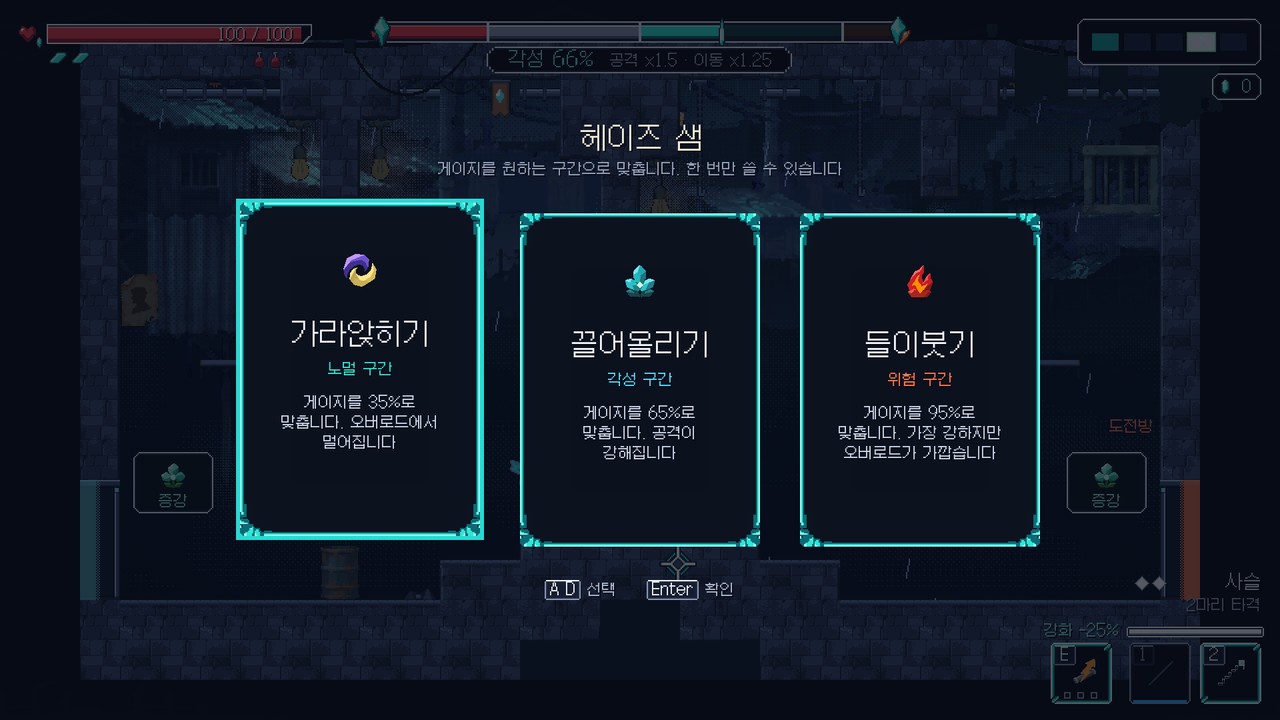 100 / 100
각성 66% 공격 x1.5 · 이동 x1.25
0
헤이즈 샘
게이지를 원하는 구간으로 맞춥니다. 한 번만 쓸 수 있습니다
가라앉히기
노멀 구간
게이지를 35%로
맞춥니다. 오버로드에서
멀어집니다
끌어올리기
각성 구간
게이지를 65%로
맞춥니다. 공격이
강해집니다
들이붓기
위험 구간
게이지를 95%로
맞춥니다. 가장 강하지만
오버로드가 가깝습니다
도전방
증강
증강
A D 선택 Enter 확인
사슬
2마리 타격
강화 -25%
E
1
2